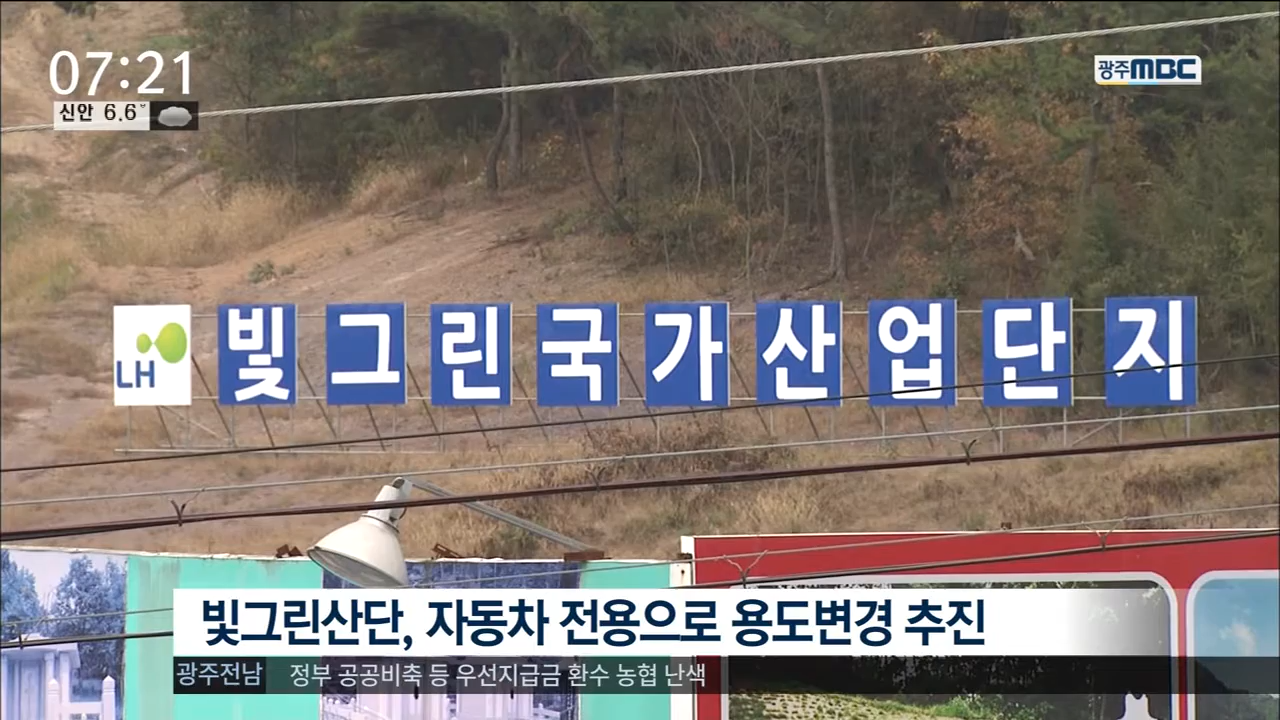 07:21
광주MBC
신안 6.6°
LH 빛그린국가산업단지
빛그린산단, 자동차 전용으로 용도변경 추진
광주전남 정부 공공비축 등 우선지급금 환수 농협 난색